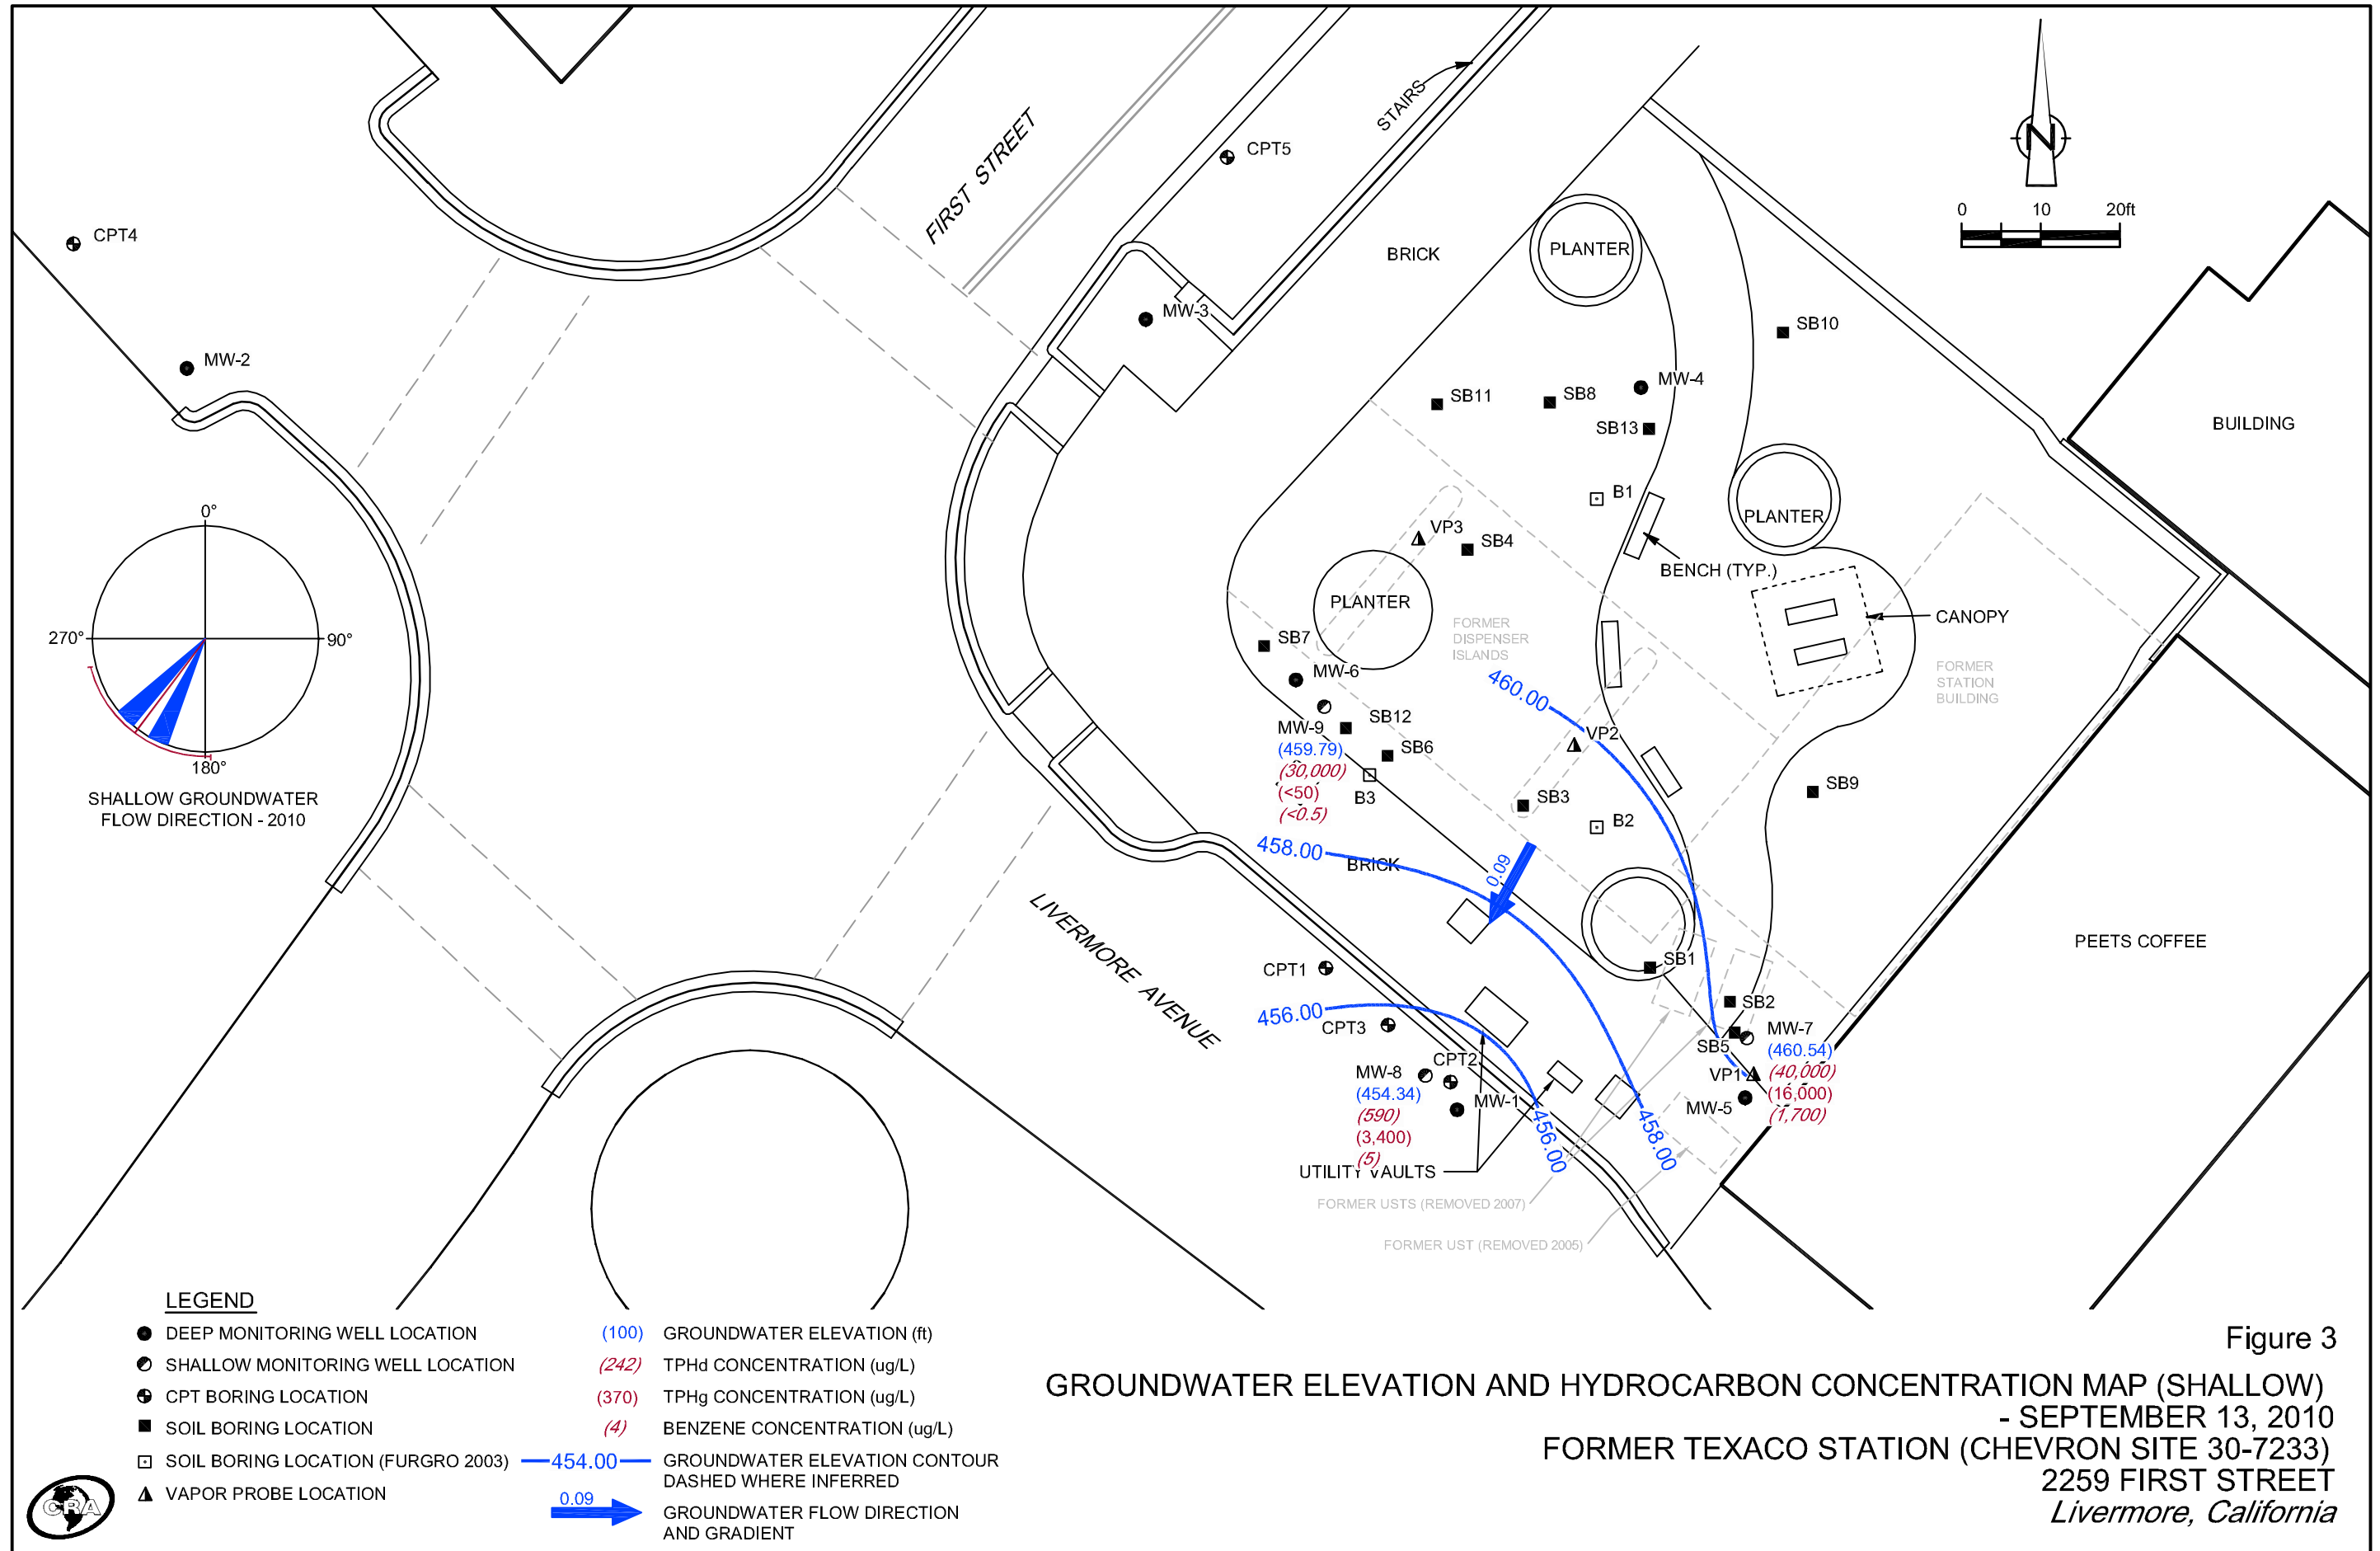 STAIRS
FIRST STREET
CPT5
N
0 10 20ft
CPT4
BRICK
PLANTER
MW-3
SB10
MW-2
MW-4
SB11
SB8
SB13
BUILDING
B1
0°
PLANTER
VP3
SB4
BENCH (TYP.)
270°
90°
PLANTER
CANOPY
FORMER
DISPENSER
ISLANDS
SB7
MW-6
FORMER
STATION
BUILDING
460.00
SB12
MW-9
(459.79)
(30,000)
(<50)
(<0.5)
VP2
SB6
B3
180°
SHALLOW GROUNDWATER
FLOW DIRECTION - 2010
SB3
SB9
B2
458.00
BRICK
0.09
LIVERMORE AVENUE
PEETS COFFEE
CPT1
SB1
SB2
456.00
CPT3
SB5
MW-7
(460.54)
(40,000)
(16,000)
(1,700)
CPT2
VP1
MW-8
(454.34)
(590)
(3,400)
(5)
MW-1
MW-5
456.00
458.00
UTILITY VAULTS
FORMER USTS (REMOVED 2007)
FORMER UST (REMOVED 2005)
LEGEND
DEEP MONITORING WELL LOCATION
SHALLOW MONITORING WELL LOCATION
CPT BORING LOCATION
SOIL BORING LOCATION
SOIL BORING LOCATION (FURGRO 2003)
VAPOR PROBE LOCATION
(100) GROUNDWATER ELEVATION (ft)
(242) TPHd CONCENTRATION (ug/L)
(370) TPHg CONCENTRATION (ug/L)
(4) BENZENE CONCENTRATION (ug/L)
454.00 GROUNDWATER ELEVATION CONTOUR
DASHED WHERE INFERRED
0.09 GROUNDWATER FLOW DIRECTION
AND GRADIENT
CRA
Figure 3
GROUNDWATER ELEVATION AND HYDROCARBON CONCENTRATION MAP (SHALLOW)
- SEPTEMBER 13, 2010
FORMER TEXACO STATION (CHEVRON SITE 30-7233)
2259 FIRST STREET
Livermore, California